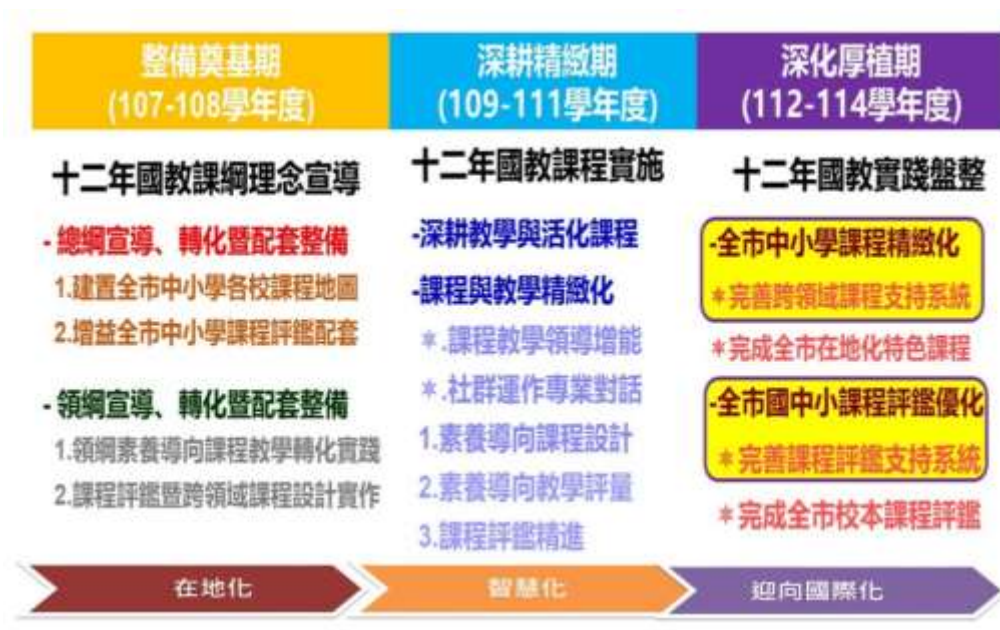 整備奠基期
(107-108學年度)
十二年國教課綱理念宣導
- 總綱宣導、轉化暨配套整備
1.建置全市中小學各校課程地圖
2.增益全市中小學課程評鑑配套
- 領綱宣導、轉化暨配套整備
1.領綱素養導向課程教學轉化實踐
2.課程評鑑暨跨領域課程設計實作
在地化
深耕精緻期
(109-111學年度)
十二年國教課程實施
-深耕教學與活化課程
-課程與教學精緻化
＊.課程教學領導增能
＊.社群運作專業對話
1.素養導向課程設計
2.素養導向教學評量
3.課程評鑑精進
智慧化
深化厚植期
(112-114學年度)
十二年國教實踐盤整
-全市中小學課程精緻化
＊完善跨領域課程支持系統
＊完成全市在地化特色課程
-全市國中小課程評鑑優化
＊完善課程評鑑支持系統
＊完成全市校本課程評鑑
迎向國際化